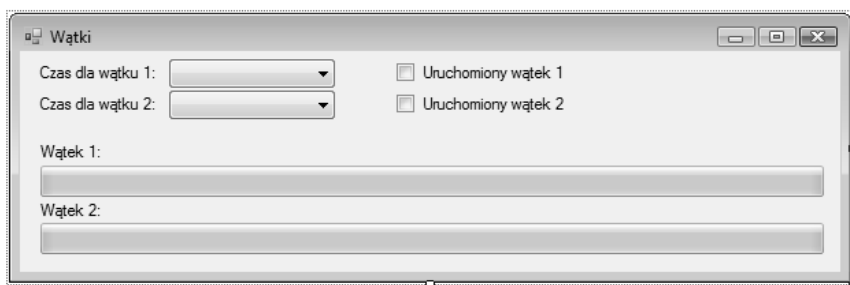 Wątki
Czas dla wątku 1:
Uruchomiony wątek 1
Czas dla wątku 2:
Uruchomiony wątek 2
Wątek 1:
Wątek 2: